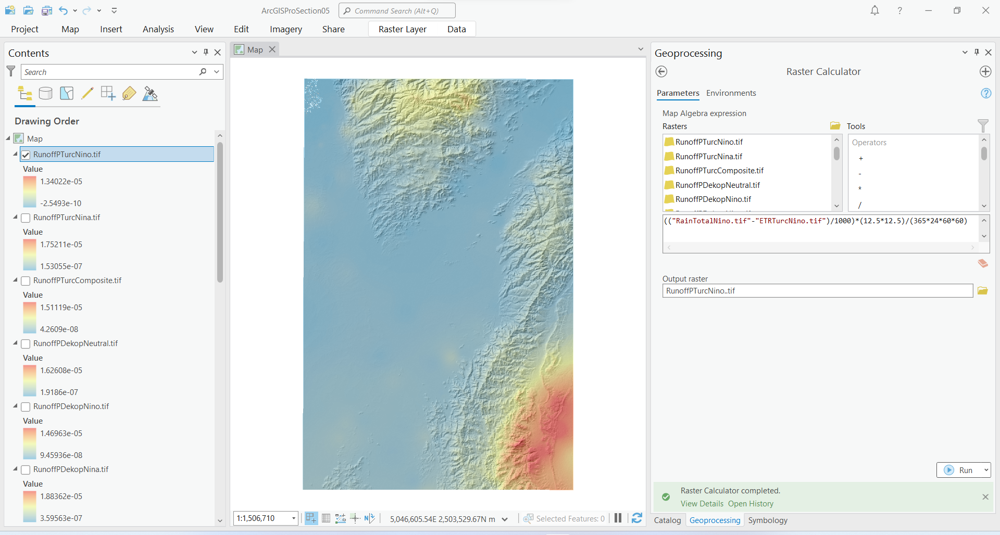 ArcGISProSection05
Command Search (Alt+Q)
?
Project Map Insert Analysis View Edit Imagery Share Raster Layer Data
Contents
Search
Drawing Order
Map
RunoffPTurcNino.tif
Value
1.34022e-05
-2.5493e-10
RunoffPTurcNina.tif
Value
1.75211e-05
1.53055e-07
RunoffPTurcComposite.tif
Value
1.51119e-05
4.2609e-08
RunoffPDekopNeutral.tif
Value
1.62608e-05
1.9186e-07
RunoffPDekopNino.tif
Value
1.46963e-05
9.45936e-08
RunoffPDekopNina.tif
Value
1.88362e-05
3.59563e-07
Map
1:1,506,710
N
5,046,605.54E 2,503,529.67N m
Selected Features: 0
Geoprocessing
Raster Calculator
Parameters Environments
?
Map Algebra expression
Rasters
RunoffPTurcNino.tif
RunoffPTurcNina.tif
RunoffPTurcComposite.tif
RunoffPDekopNeutral.tif
RunoffPDekopNino.tif
Tools
Operators
+
-
*
/
(("RainTotalNino.tif"-"ETRTurcNino.tif")/1000)*(12.5*12.5)/(365*24*60*60)
Output raster
RunoffPTurcNino..tif
Run
Raster Calculator completed.
View Details Open History
Catalog Geoprocessing Symbology